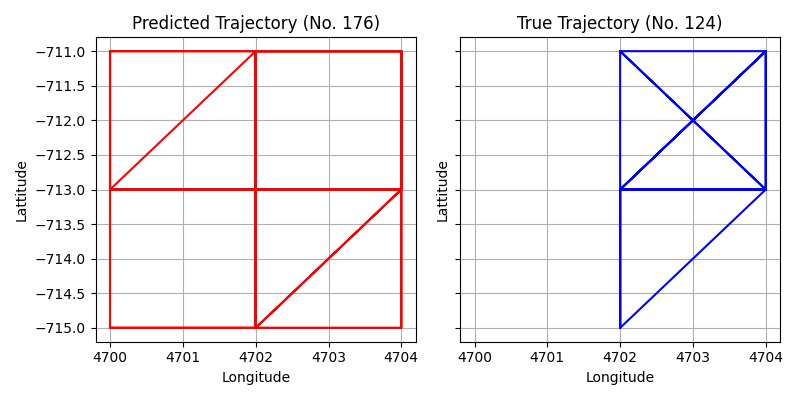 Predicted Trajectory (No. 176)
True Trajectory (No. 124)
Lattitude
−711.0
−711.5
−712.0
−712.5
−713.0
−713.5
−714.0
−714.5
−715.0
4700 4701 4702 4703 4704
Longitude
Lattitude
4700 4701 4702 4703 4704
Longitude